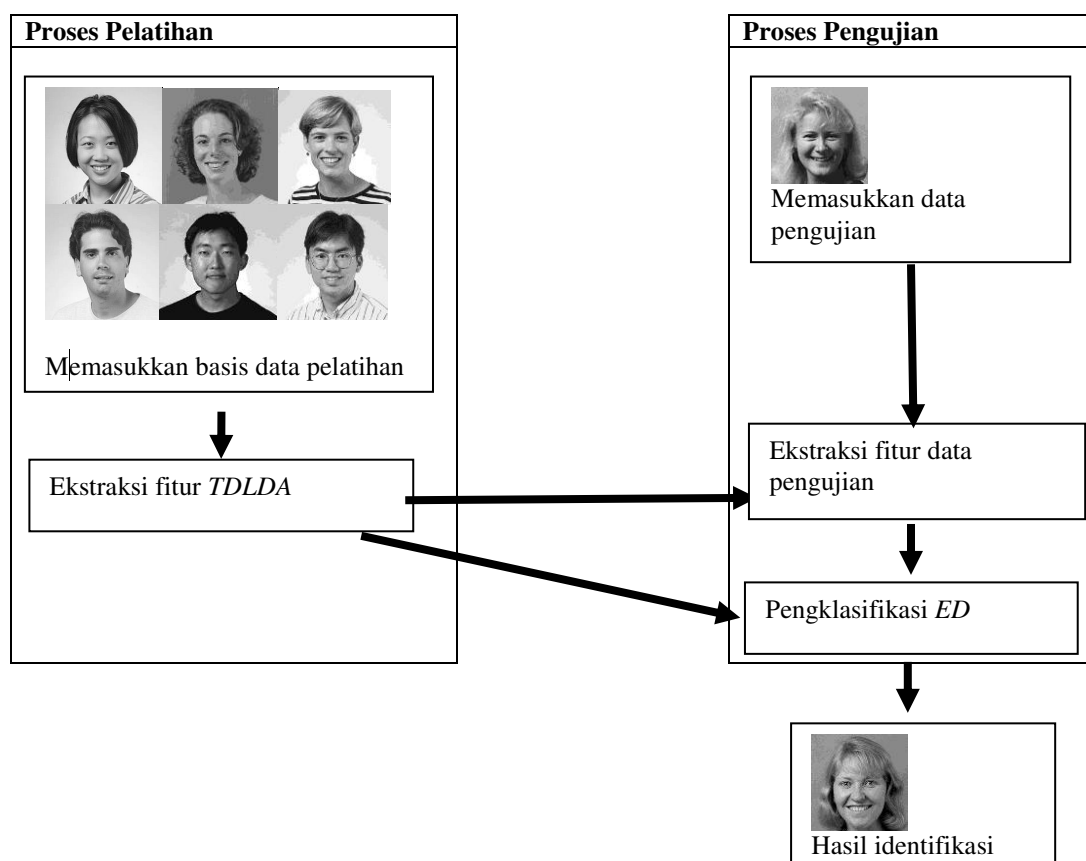 Proses Pelatihan
Memasukkan basis data pelatihan
Ekstraksi fitur TDLDA
Proses Pengujian
Memasukkan data
pengujian
Ekstraksi fitur data
pengujian
Pengklasifikasi ED
Hasil identifikasi